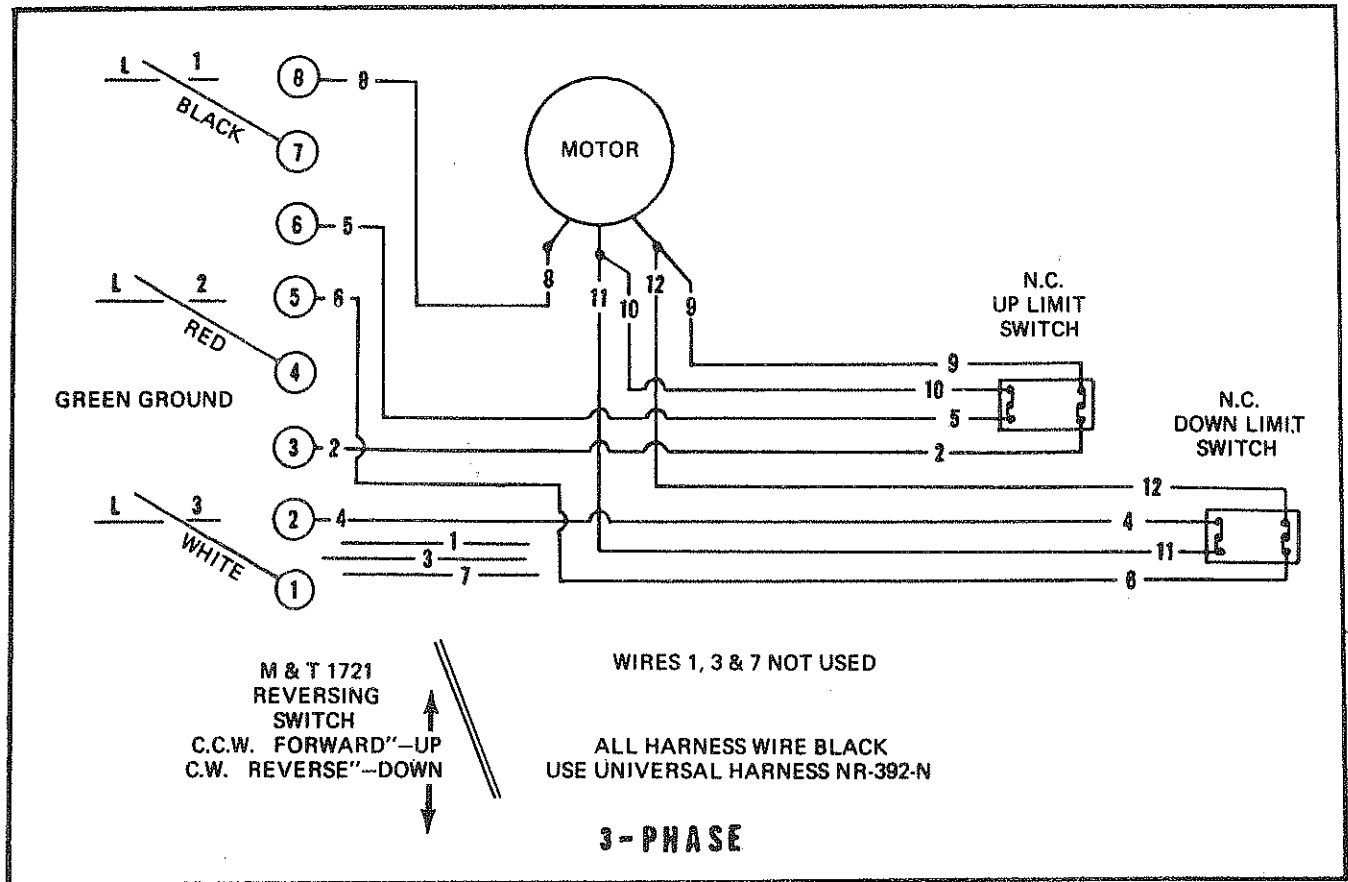 L 1
BLACK
8 8
7
MOTOR
6 5
8
11
10
12
9
L 2
RED
5 6
4
GREEN GROUND
N.C.
UP LIMIT
SWITCH
9
10
5
2
3 2
N.C.
DOWN LIMIT
SWITCH
12
4
11
6
L 3
WHITE
2 4
1
3
7
1
M & T 1721
REVERSING
SWITCH
C.C.W. FORWARD"–UP
C.W. REVERSE"–DOWN
WIRES 1, 3 & 7 NOT USED
ALL HARNESS WIRE BLACK
USE UNIVERSAL HARNESS NR-392-N
3-PHASE